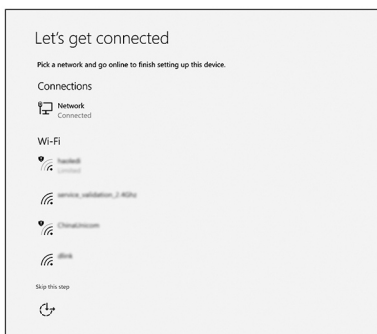 Let's get connected
Pick a network and go online to finish setting up this device.
Connections
Network
Connected
Wi-Fi
Limited
service_validation_2.4Ghz
ChinaUnicom
dlink
Skip this step